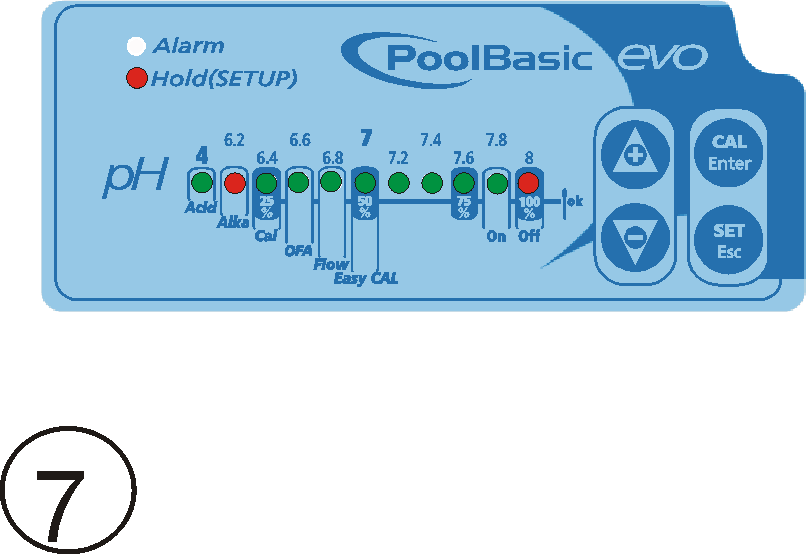 Alarm
Hold(SETUP)
PoolBasic evo
6.2 6.6 7 7.4 7.8
4 6.4 6.8 7.2 7.6 8
pH
25 % 50 % 75 % 100 %
ok
Acid Alka Cal OFA Flow Easy CAL On Off
+
CAL
Enter
-
SET
Esc
7